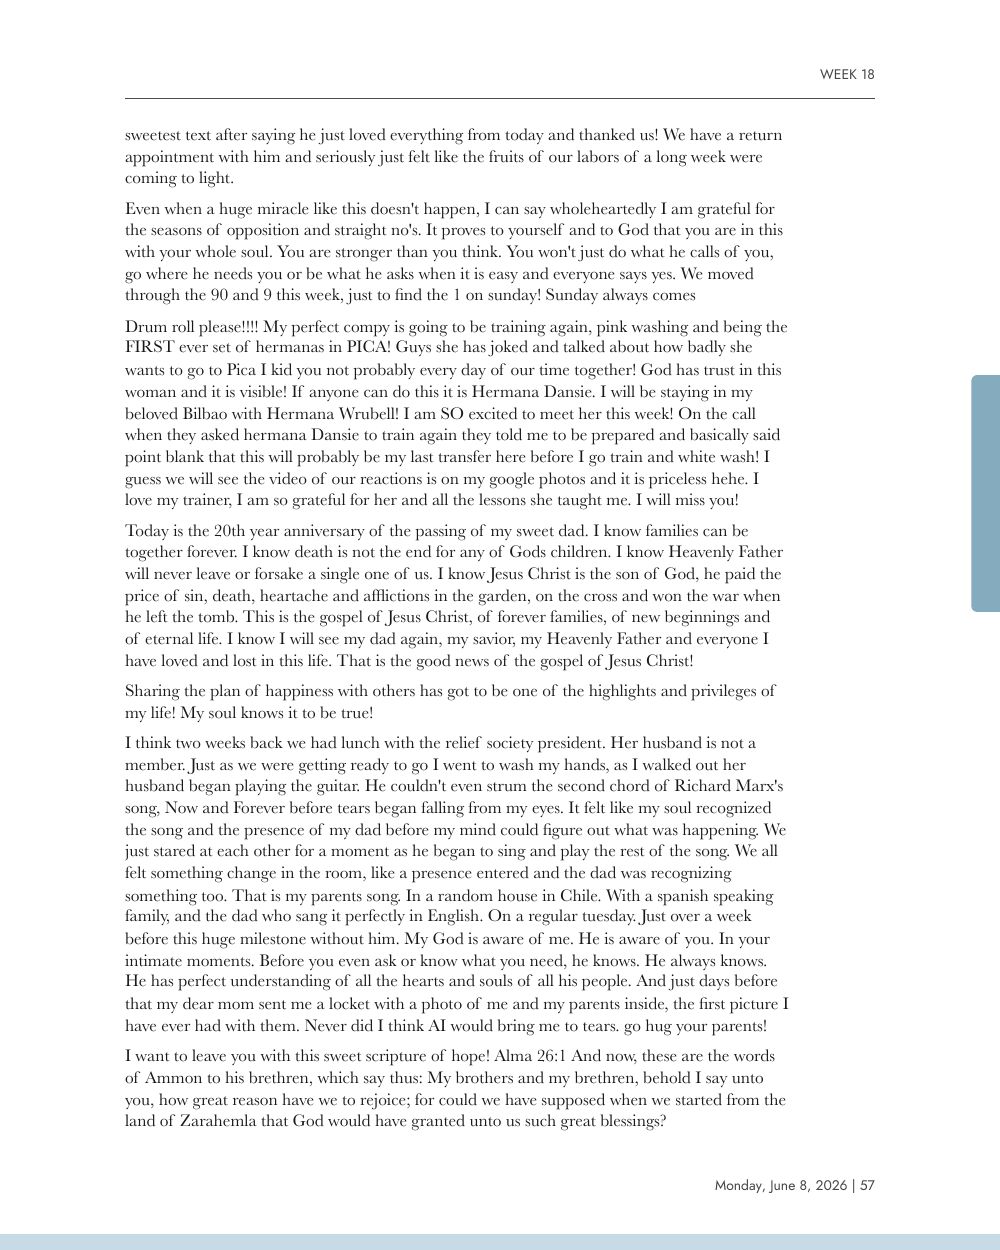 WEEK 18
sweetest text after saying he just loved everything from today and thanked us! We have a return
appointment with him and seriously just felt like the fruits of our labors of a long week were
coming to light.
Even when a huge miracle like this doesn't happen, I can say wholeheartedly I am grateful for
the seasons of opposition and straight no's. It proves to yourself and to God that you are in this
with your whole soul. You are stronger than you think. You won't just do what he calls of you,
go where he needs you or be what he asks when it is easy and everyone says yes. We moved
through the 90 and 9 this week, just to find the 1 on sunday! Sunday always comes
Drum roll please!!!! My perfect compy is going to be training again, pink washing and being the
FIRST ever set of hermanas in PICA! Guys she has joked and talked about how badly she
wants to go to Pica I kid you not probably every day of our time together! God has trust in this
woman and it is visible! If anyone can do this it is Hermana Dansie. I will be staying in my
beloved Bilbao with Hermana Wrubell! I am SO excited to meet her this week! On the call
when they asked hermana Dansie to train again they told me to be prepared and basically said
point blank that this will probably be my last transfer here before I go train and white wash! I
guess we will see the video of our reactions is on my google photos and it is priceless hehe. I
love my trainer, I am so grateful for her and all the lessons she taught me. I will miss you!
Today is the 20th year anniversary of the passing of my sweet dad. I know families can be
together forever. I know death is not the end for any of Gods children. I know Heavenly Father
will never leave or forsake a single one of us. I know Jesus Christ is the son of God, he paid the
price of sin, death, heartache and afflictions in the garden, on the cross and won the war when
he left the tomb. This is the gospel of Jesus Christ, of forever families, of new beginnings and
of eternal life. I know I will see my dad again, my savior, my Heavenly Father and everyone I
have loved and lost in this life. That is the good news of the gospel of Jesus Christ!
Sharing the plan of happiness with others has got to be one of the highlights and privileges of
my life! My soul knows it to be true!
I think two weeks back we had lunch with the relief society president. Her husband is not a
member. Just as we were getting ready to go I went to wash my hands, as I walked out her
husband began playing the guitar. He couldn't even strum the second chord of Richard Marx's
song, Now and Forever before tears began falling from my eyes. It felt like my soul recognized
the song and the presence of my dad before my mind could figure out what was happening. We
just stared at each other for a moment as he began to sing and play the rest of the song. We all
felt something change in the room, like a presence entered and the dad was recognizing
something too. That is my parents song. In a random house in Chile. With a spanish speaking
family, and the dad who sang it perfectly in English. On a regular tuesday. Just over a week
before this huge milestone without him. My God is aware of me. He is aware of you. In your
intimate moments. Before you even ask or know what you need, he knows. He always knows.
He has perfect understanding of all the hearts and souls of all his people. And just days before
that my dear mom sent me a locket with a photo of me and my parents inside, the first picture I
have ever had with them. Never did I think AI would bring me to tears. go hug your parents!
I want to leave you with this sweet scripture of hope! Alma 26:1 And now, these are the words
of Ammon to his brethren, which say thus: My brothers and my brethren, behold I say unto
you, how great reason have we to rejoice; for could we have supposed when we started from the
land of Zarahemla that God would have granted unto us such great blessings?
Monday, June 8, 2026 | 57